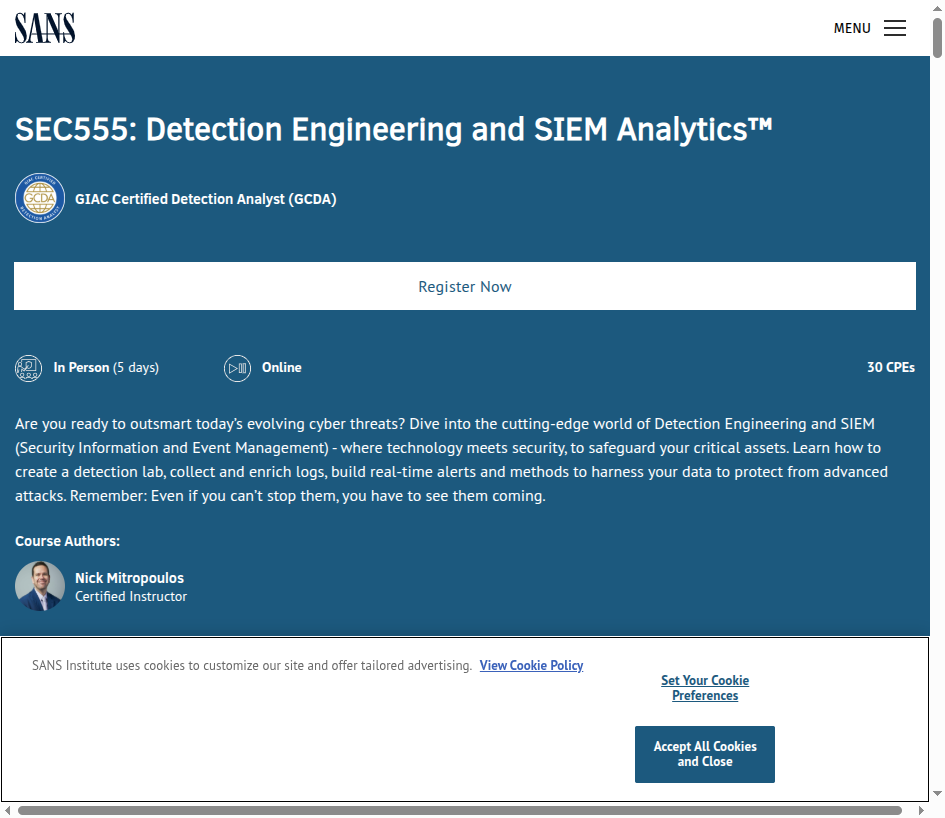 SANS
MENU
SEC555: Detection Engineering and SIEM Analytics™
GIAC CERTIFIED
GCDA
DETECTION ANALYST
GIAC Certified Detection Analyst (GCDA)
Register Now
In Person (5 days)
Online
30 CPEs
Are you ready to outsmart today’s evolving cyber threats? Dive into the cutting-edge world of Detection Engineering and SIEM
(Security Information and Event Management) - where technology meets security, to safeguard your critical assets. Learn how to
create a detection lab, collect and enrich logs, build real-time alerts and methods to harness your data to protect from advanced
attacks. Remember: Even if you can’t stop them, you have to see them coming.
Course Authors:
Nick Mitropoulos
Certified Instructor
SANS Institute uses cookies to customize our site and offer tailored advertising. View Cookie Policy
Set Your Cookie
Preferences
Accept All Cookies
and Close